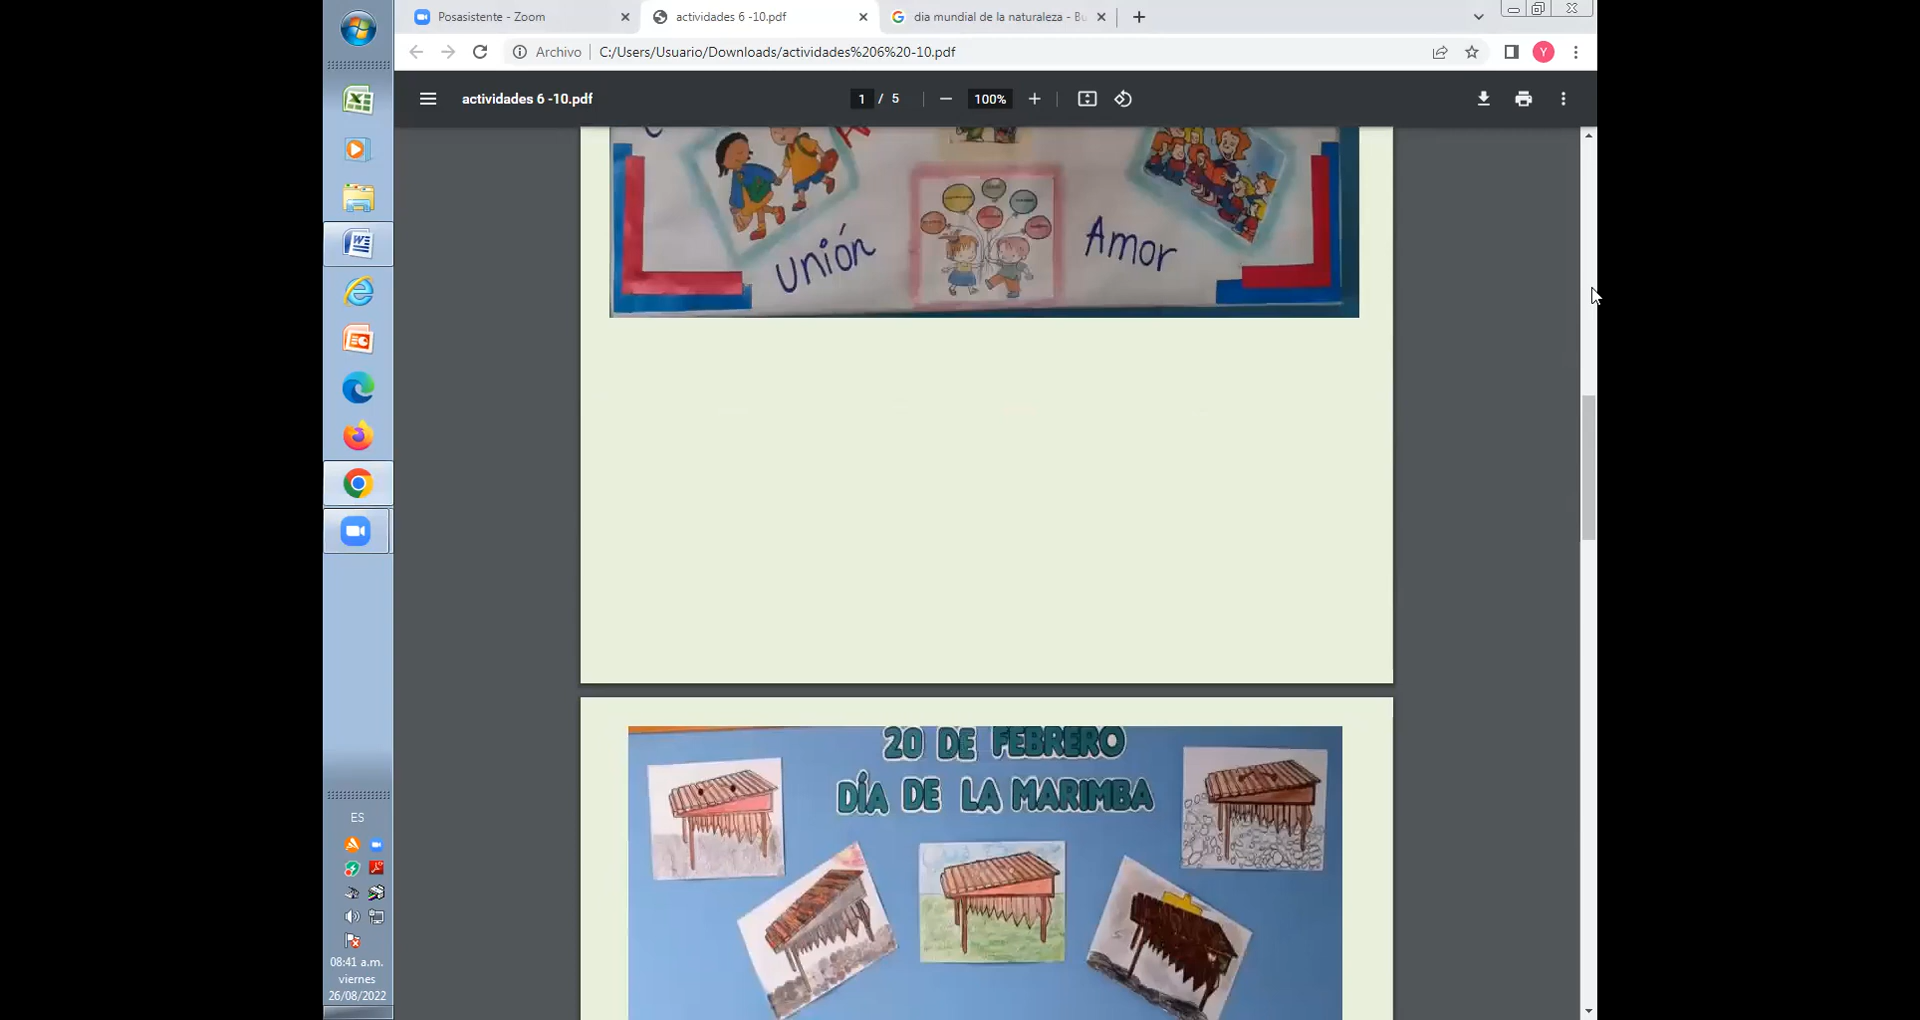 Posasistente - Zoom
actividades 6 -10.pdf
dia mundial de la naturaleza - Bu
Archivo
C:/Users/Usuario/Downloads/actividades%206%20-10.pdf
Y
actividades 6 -10.pdf
1 / 5
100%
Unión
Amor
20 DE FEBRERO
DÍA DE LA MARIMBA
ES
08:41 a.m.
viernes
26/08/2022